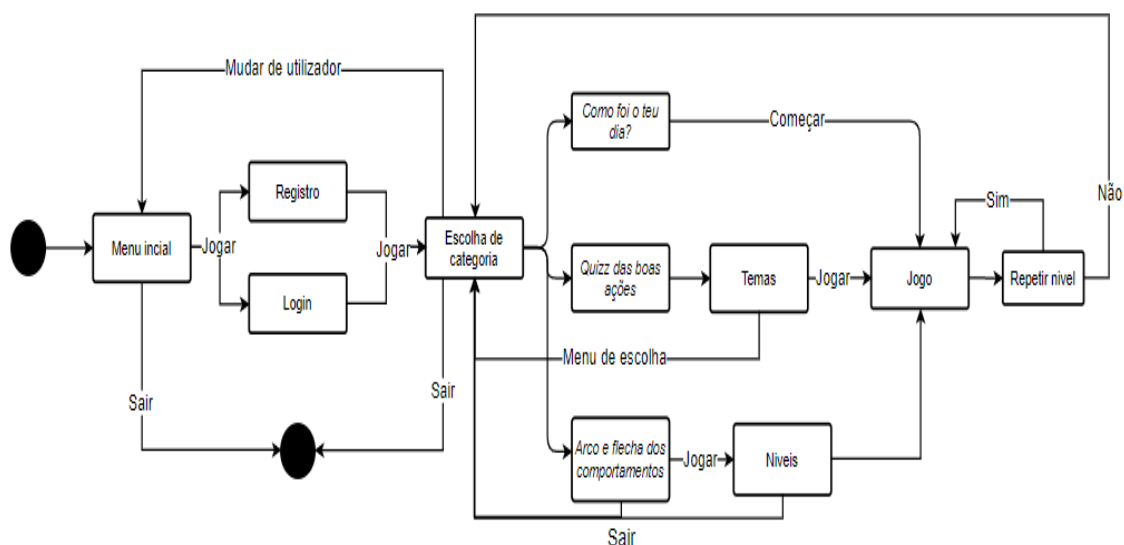 Mudar de utilizador
Como foi o teu
dia?
Começar
Não
Registro
Sim
Menu incial
Jogar
Jogar
Escolha de
categoria
Quizz das boas
ações
Temas
Jogar
Jogo
Repetir nivel
Login
Menu de escolha
Sair
Sair
Arco e flecha dos
comportamentos
Jogar
Niveis
Sair